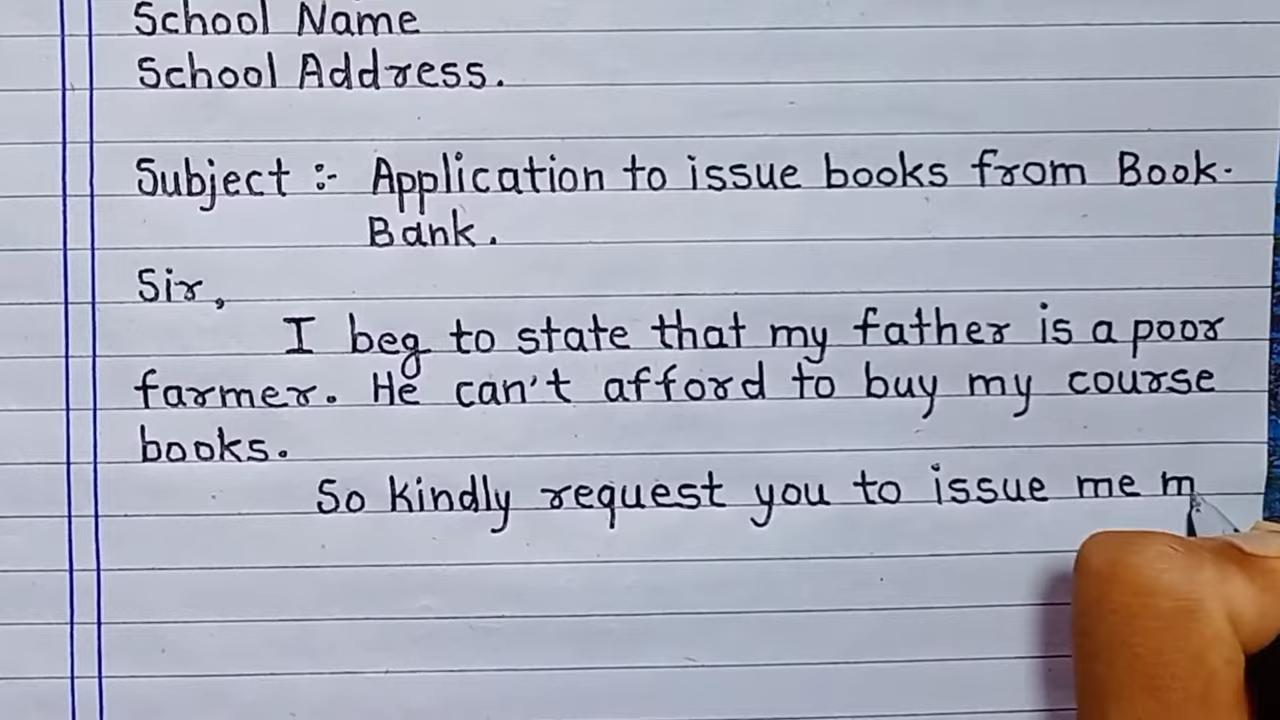 School Name
School Address.
Subject :- Application to issue books from Book-
Bank.
Sir,
I beg to state that my father is a poor
farmer. He can't afford to buy my course
books.
So kindly request you to issue me m